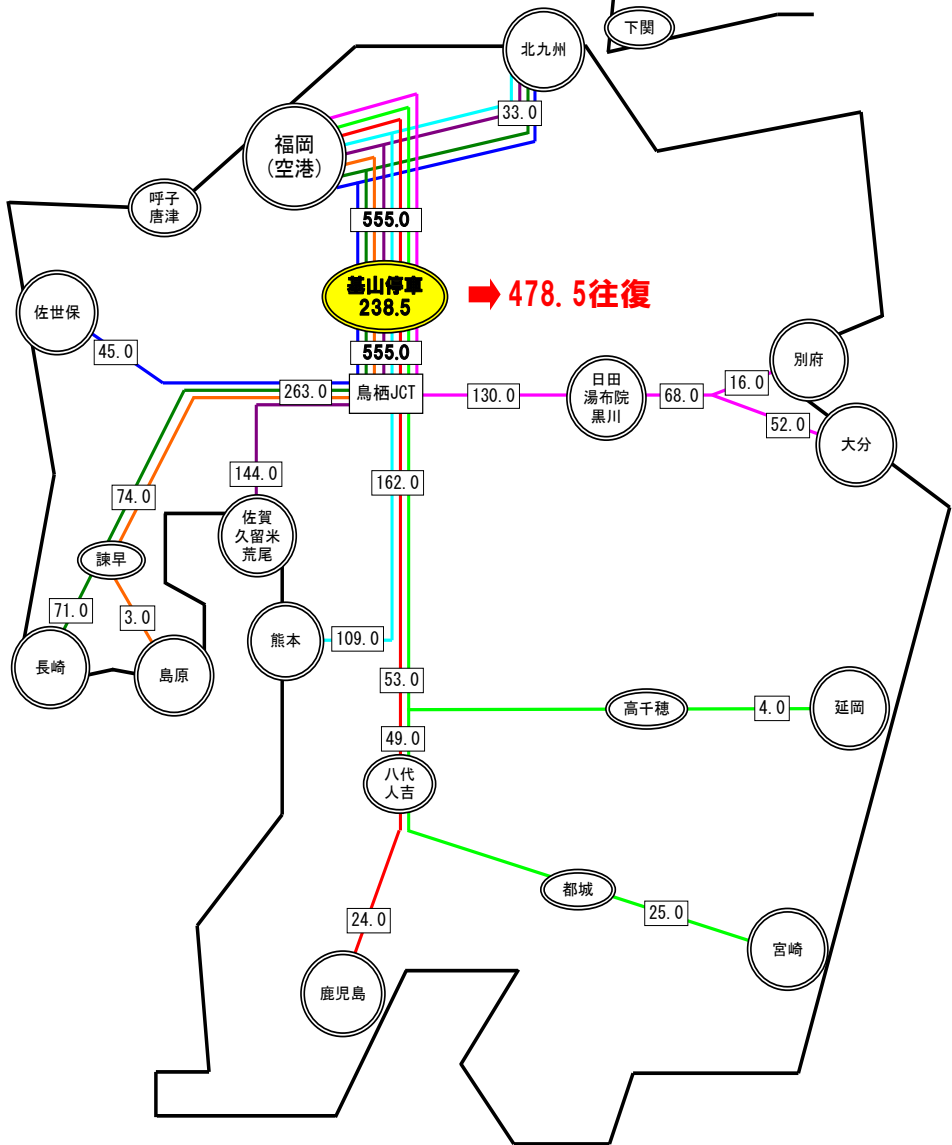 下関
北九州
33.0
福岡
(空港)
呼子
唐津
555.0
基山停車
238.5
478.5往復
佐世保
45.0
555.0
別府
263.0
鳥栖JCT
130.0
日田
湯布院
黒川
68.0
16.0
52.0
大分
144.0
162.0
74.0
佐賀
久留米
荒尾
諫早
71.0
3.0
熊本
109.0
長崎
島原
53.0
高千穂
4.0
延岡
49.0
八代
人吉
都城
25.0
24.0
宮崎
鹿児島